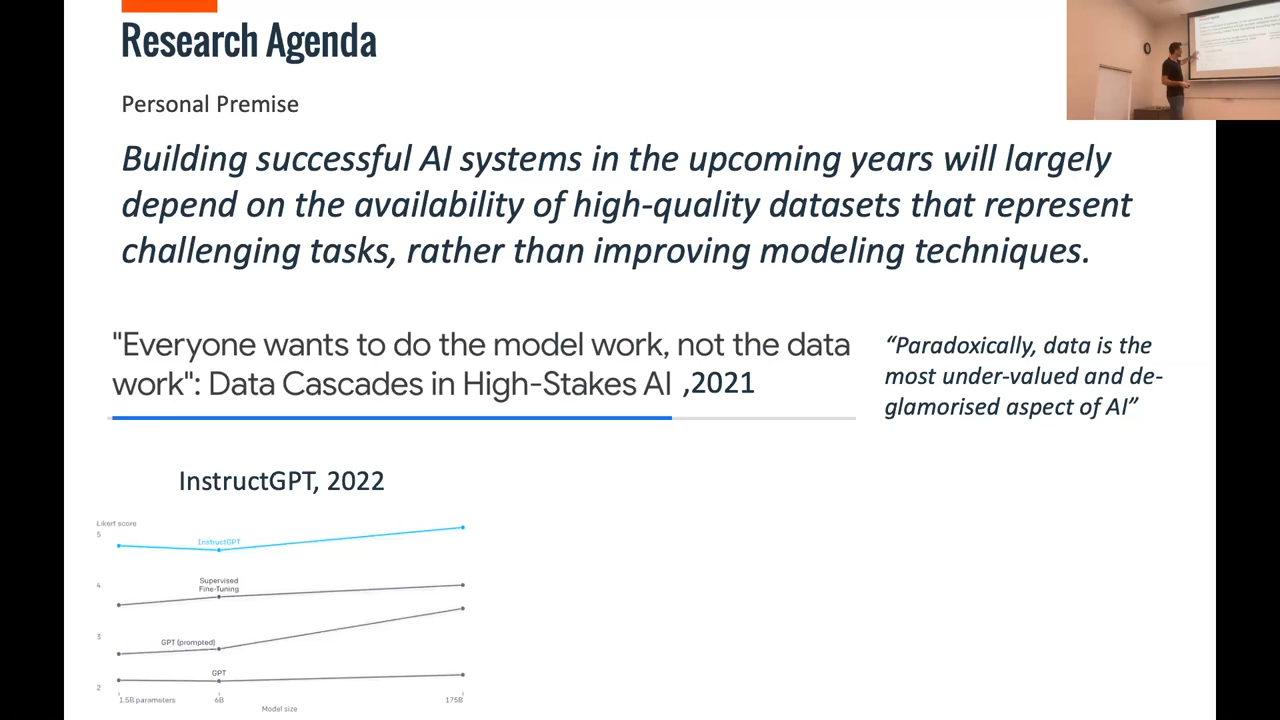 Research Agenda
Personal Premise
Building successful AI systems in the upcoming years will largely
depend on the availability of high-quality datasets that represent
challenging tasks, rather than improving modeling techniques.
"Everyone wants to do the model work, not the data
work": Data Cascades in High-Stakes AI ,2021
“Paradoxically, data is the
most under-valued and de-
glamorised aspect of AI”
InstructGPT, 2022
Likert score
5
InstructGPT
Supervised
Fine-Tuning
4
3
GPT (prompted)
GPT
2
1.5B parameters
6B
175B
Model size